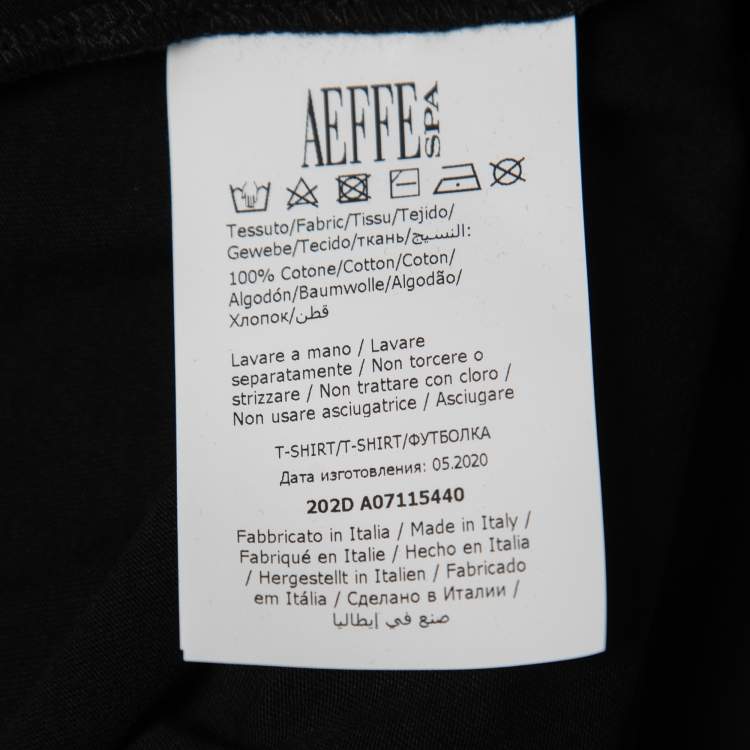 AEFFE SPA
Tessuto/Fabric/Tissu/Tejido/
Gewebe/Tecido/ткань/النسيج:
100% Cotone/Cotton/Coton/
Algodón/Baumwolle/Algodão/
Хлопок/قطن
Lavare a mano / Lavare
separatamente / Non torcere o
strizzare / Non trattare con cloro /
Non usare asciugatrice / Asciugare
T-SHIRT/T-SHIRT/ФУТБОЛКА
Дата изготовления: 05.2020
202D A07115440
Fabbricato in Italia / Made in Italy /
Fabriqué en Italie / Hecho en Italia
/ Hergestellt in Italien / Fabricado
em Itália / Сделано в Италии /
صنع في إيطاليا